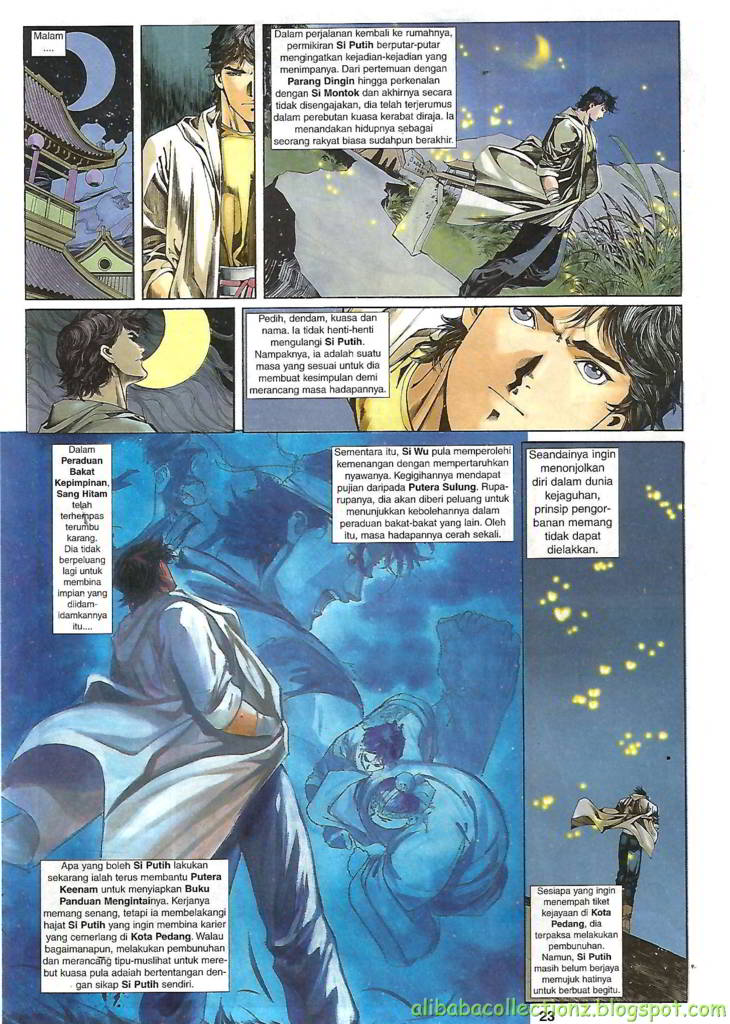 Malam
....
Dalam perjalanan kembali ke rumahnya,
permikiran Si Putih berputar-putar
mengingatkan kejadian-kejadian yang
menimpanya. Dari pertemuan dengan
Parang Dingin hingga perkenalan
dengan Si Montok dan akhirnya secara
tidak disengajakan, dia telah terjerumus
dalam perebutan kuasa kerabat diraja. Ia
menandakan hidupnya sebagai
seorang rakyat biasa sudahpun berakhir.
Pedih, dendam, kuasa dan
nama. Ia tidak henti-henti
mengulangi Si Putih.
Nampaknya, ia adalah suatu
masa yang sesuai untuk dia
membuat kesimpulan demi
merancang masa hadapannya.
Dalam
Peraduan
Bakat
Kepimpinan,
Sang Hitam
telah
terhempas
terumbu
karang.
Dia tidak
berpeluang
lagi untuk
membina
impian yang
diidam-
idamkannya
itu....
Sementara itu, Si Wu pula memperolehi
kemenangan dengan mempertaruhkan
nyawanya. Kegigihannya mendapat
pujian daripada Putera Sulung. Rupa-
rupanya, dia akan diberi peluang untuk
menunjukkan kebolehannya dalam
peraduan bakat-bakat yang lain. Oleh
itu, masa hadapannya cerah sekali.
Seandainya ingin
menonjolkan
diri dalam dunia
kejaguhan,
prinsip pengor-
banan memang
tidak dapat
dielakkan.
Apa yang boleh Si Putih lakukan
sekarang ialah terus membantu Putera
Keenam untuk menyiapkan Buku
Panduan Mengintainya. Kerjanya
memang senang, tetapi ia membelakangi
hajat Si Putih yang ingin membina karier
yang cemerlang di Kota Pedang. Walau
bagaimanapun, melakukan pembunuhan
dan merancang tipu-muslihat untuk mere-
but kuasa pula adalah bertentangan den-
gan sikap Si Putih sendiri.
Sesiapa yang ingin
menempah tiket
kejayaan di Kota
Pedang, dia
terpaksa melakukan
pembunuhan.
Namun, Si Putih
masih belum berjaya
memujuk hatinya
untuk berbuat begitu.
23
alibabacollectionz.blogspot.com